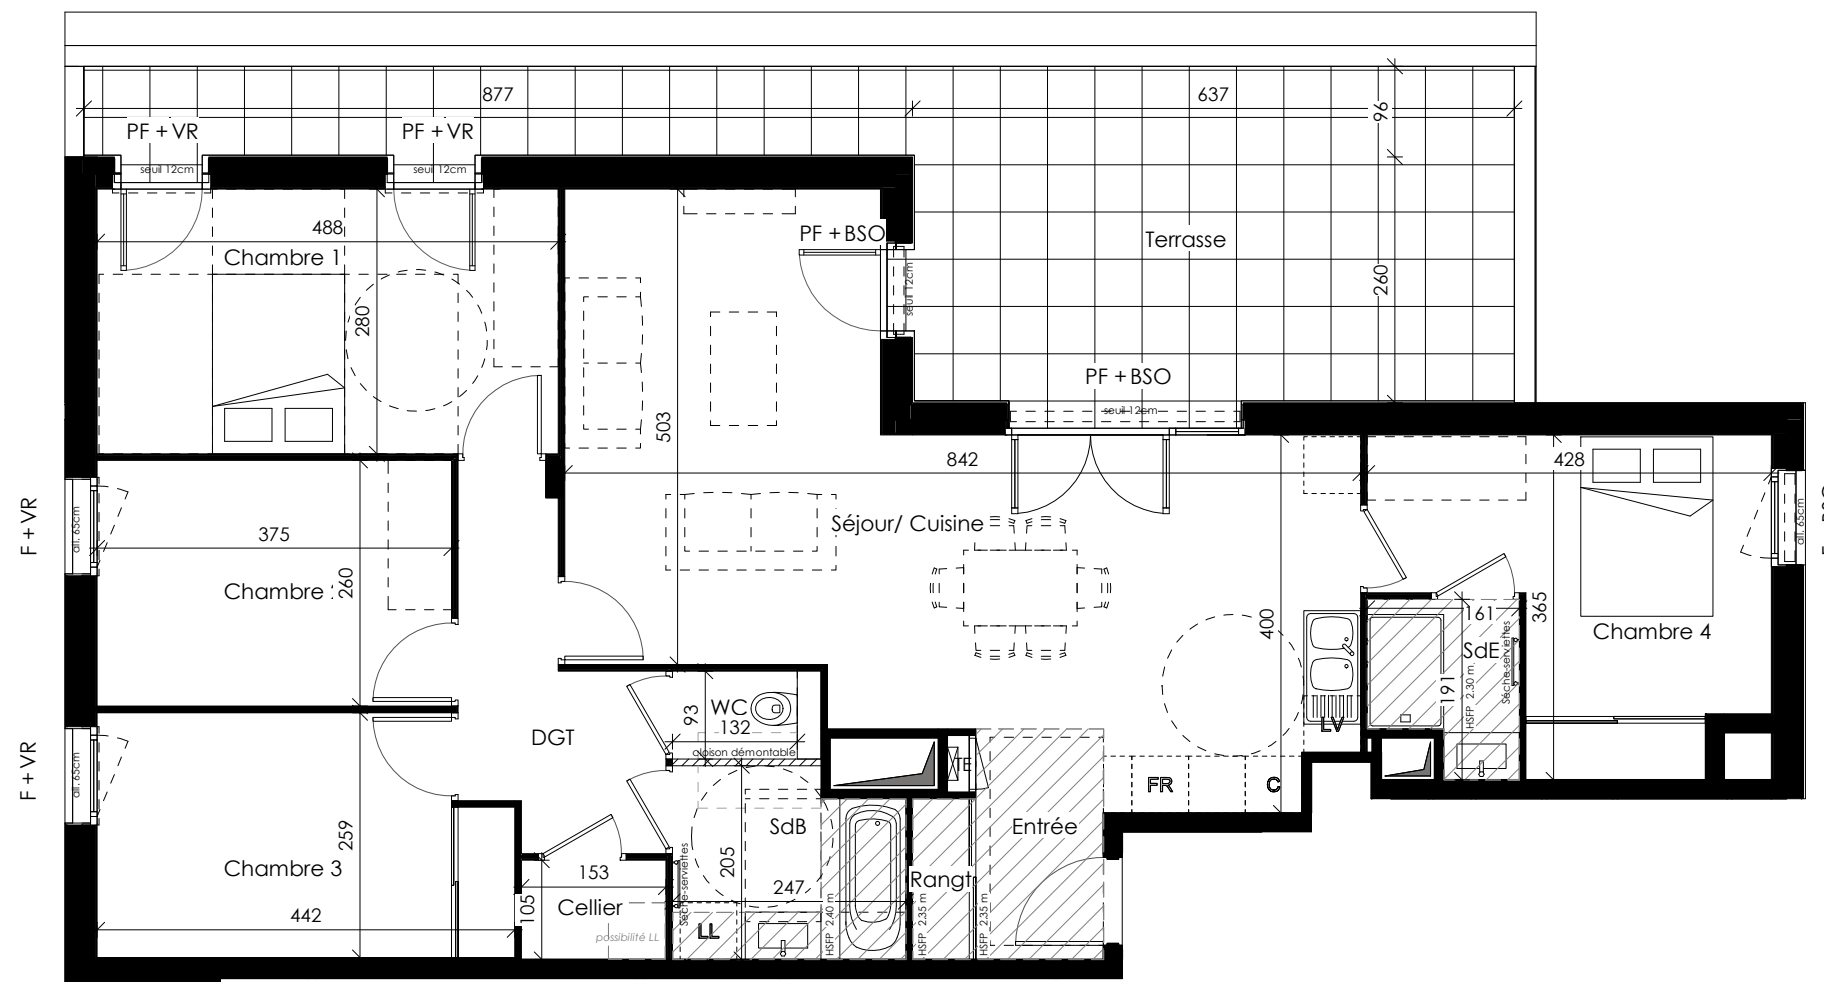 877
637
96
PF + VR
PF + VR
seuil 12cm
seuil 12cm
488
Chambre 1
280
PF + BSO
seuil 12cm
Terrasse
260
PF + BSO
seuil 12cm
503
842
428
F + VR
all. 65cm
375
Chambre
260
Séjour/ Cuisine
400
161
365
all. 65cm
SdE
Chambre 4
191
HSFP 2.30 m
Sèche-serviettes
LV
F + VR
all. 65cm
DGT
WC
93
132
cloison démontable
TE
FR
C
259
Chambre 3
442
153
105
Cellier
possibilité LL
SdB
205
247
Sèche-serviettes
LL
HSFP 2.40 m
Rangt
HSFP 2.35 m
HSFP 2.35 m
Entrée